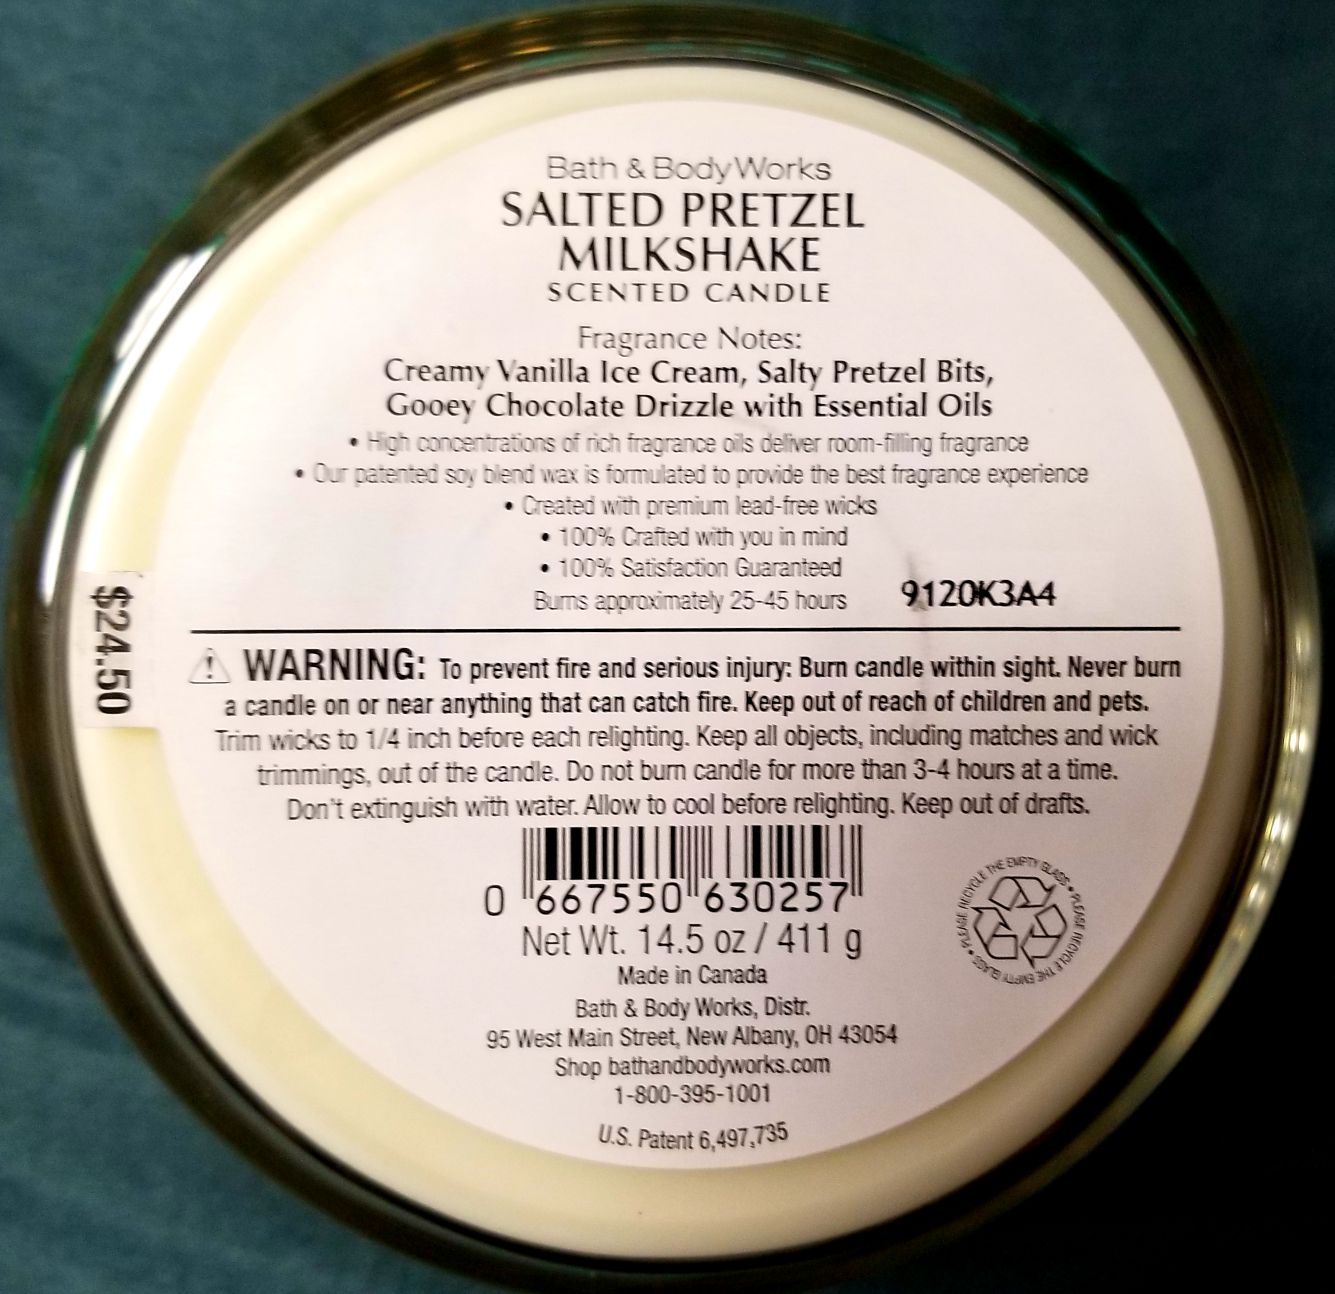 Bath & Body Works
SALTED PRETZEL
MILKSHAKE
SCENTED CANDLE
Fragrance Notes:
Creamy Vanilla Ice Cream, Salty Pretzel Bits,
Gooey Chocolate Drizzle with Essential Oils
• High concentrations of rich fragrance oils deliver room-filling fragrance
• Our patented soy blend wax is formulated to provide the best fragrance experience
• Created with premium lead-free wicks
• 100% Crafted with you in mind
• 100% Satisfaction Guaranteed
Burns approximately 25-45 hours
9120K3A4
$24.50
WARNING: To prevent fire and serious injury: Burn candle within sight. Never burn
a candle on or near anything that can catch fire. Keep out of reach of children and pets.
Trim wicks to 1/4 inch before each relighting. Keep all objects, including matches and wick
trimmings, out of the candle. Do not burn candle for more than 3-4 hours at a time.
Don't extinguish with water. Allow to cool before relighting. Keep out of drafts.
0 667550 630257
PLEASE RECYCLE THE EMPTY GLASS • PLEASE RECYCLE THE EMPTY GLASS •
Net Wt. 14.5 oz / 411 g
Made in Canada
Bath & Body Works, Distr.
95 West Main Street, New Albany, OH 43054
Shop bathandbodyworks.com
1-800-395-1001
U.S. Patent 6,497,735